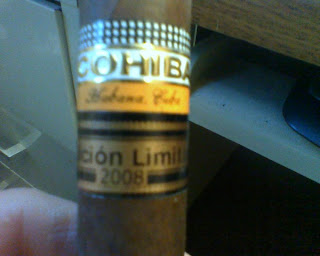 COHIBA
Habana, Cuba
ción Limit
2008